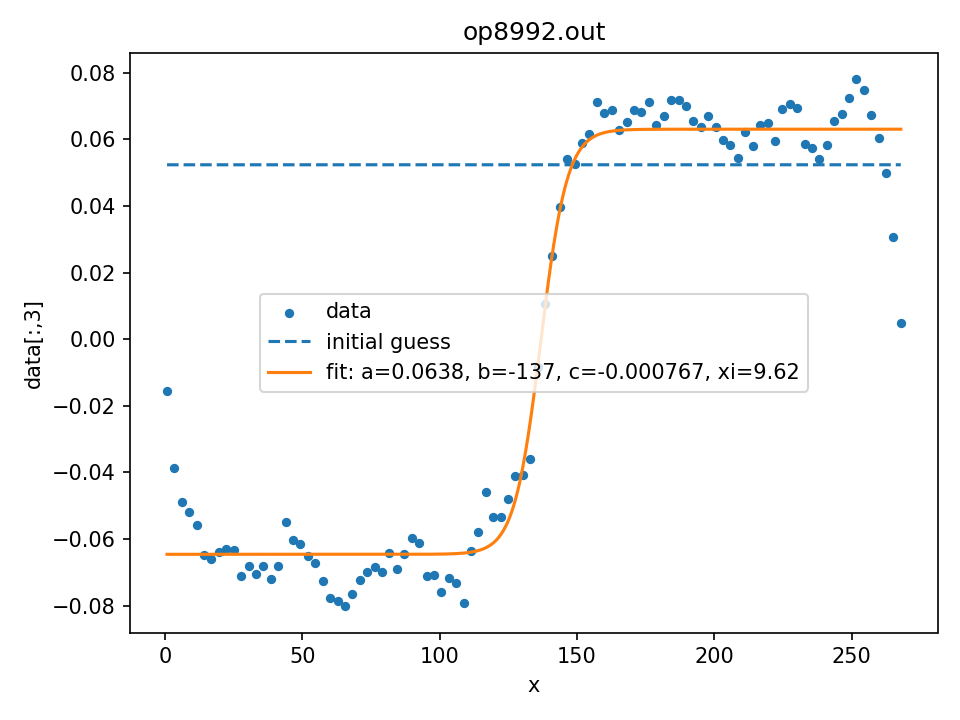 op8992.out
0.08
0.06
0.04
0.02
0.00
−0.02
−0.04
−0.06
−0.08
data[:,3]
data
initial guess
fit: a=0.0638, b=-137, c=-0.000767, xi=9.62
0 50 100 150 200 250
x